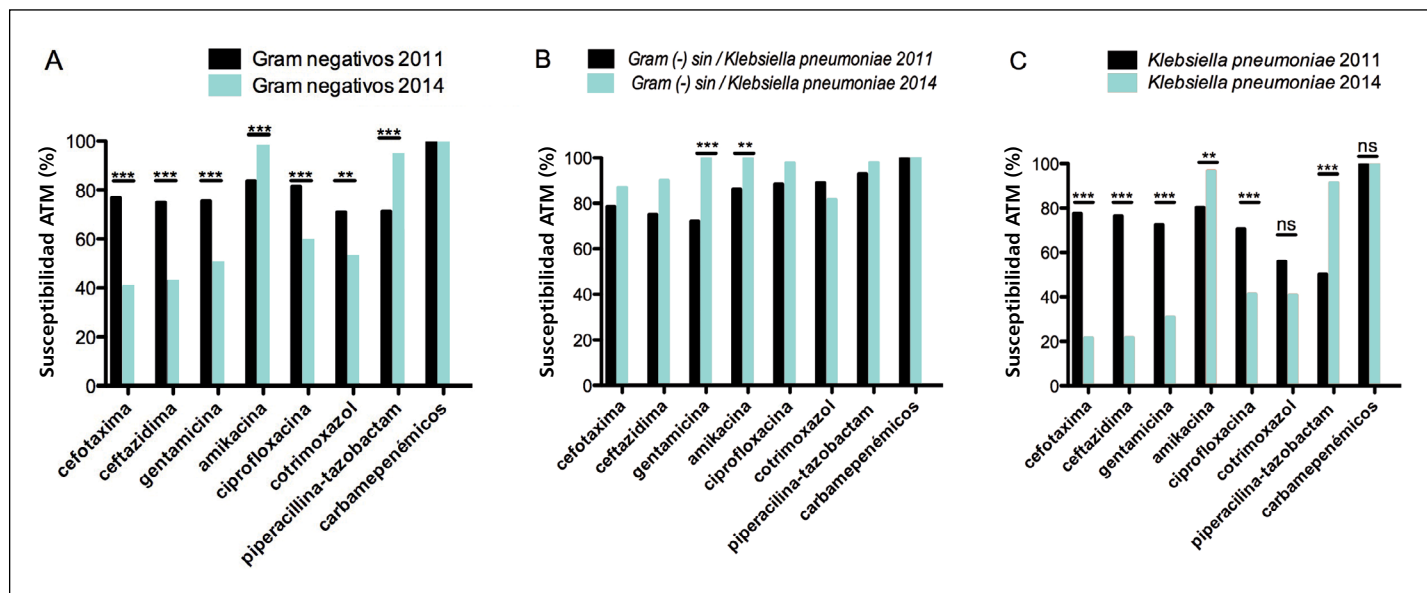 A
Gram negativos 2011
Gram negativos 2014
Susceptibilidad ATM (%)
100
80
60
40
20
0
***
***
***
***
***
**
***
cefotaxima
ceftazidima
gentamicina
amikacina
ciprofloxacina
cotrimoxazol
piperacillina-tazobactam
carbamepenémicos
B
Gram (-) sin / Klebsiella pneumoniae 2011
Gram (-) sin / Klebsiella pneumoniae 2014
Susceptibilidad ATM (%)
100
80
60
40
20
0
***
**
cefotaxima
ceftazidima
gentamicina
amikacina
ciprofloxacina
cotrimoxazol
piperacillina-tazobactam
carbamepenémicos
C
Klebsiella pneumoniae 2011
Klebsiella pneumoniae 2014
Susceptibilidad ATM (%)
100
80
60
40
20
0
***
***
***
**
***
ns
***
ns
cefotaxima
ceftazidima
gentamicina
amikacina
ciprofloxacina
cotrimoxazol
piperacilina-tazobactam
carbamepenémicos